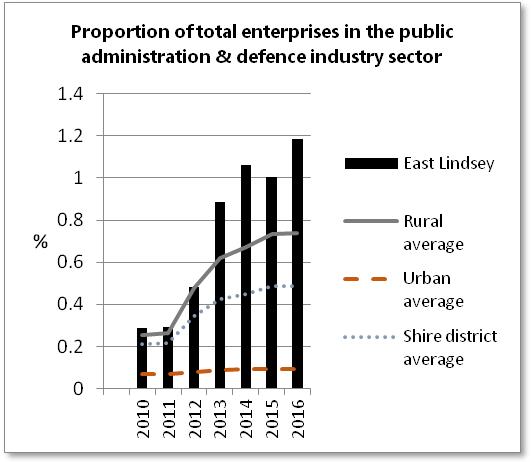 Proportion of total enterprises in the public
administration & defence industry sector
1.4
1.2
1
0.8
0.6
0.4
0.2
0
%
2010
2011
2012
2013
2014
2015
2016
East Lindsey
Rural
average
Urban
average
Shire district
average